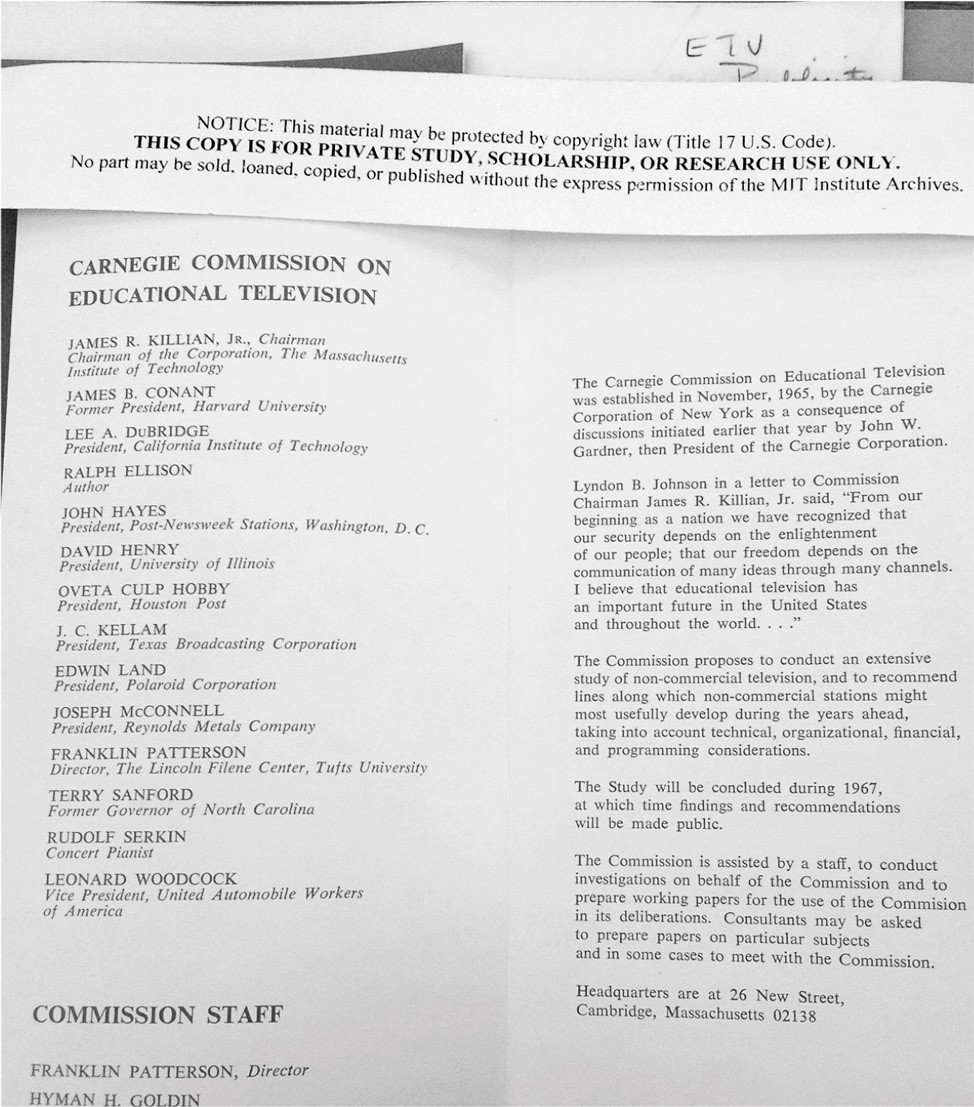 ETU
Publicity
NOTICE: This material may be protected by copyright law (Title 17 U.S. Code).
THIS COPY IS FOR PRIVATE STUDY, SCHOLARSHIP, OR RESEARCH USE ONLY.
No part may be sold, loaned, copied, or published without the express permission of the MIT Institute Archives.
CARNEGIE COMMISSION ON
EDUCATIONAL TELEVISION
JAMES R. KILLIAN, JR., Chairman
Chairman of the Corporation, The Massachusetts
Institute of Technology
JAMES B. CONANT
Former President, Harvard University
LEE A. DUBRIDGE
President, California Institute of Technology
RALPH ELLISON
Author
JOHN HAYES
President, Post-Newsweek Stations, Washington, D. C.
DAVID HENRY
President, University of Illinois
OVETA CULP HOBBY
President, Houston Post
J. C. KELLAM
President, Texas Broadcasting Corporation
EDWIN LAND
President, Polaroid Corporation
JOSEPH MCCONNELL
President, Reynolds Metals Company
FRANKLIN PATTERSON
Director, The Lincoln Filene Center, Tufts University
TERRY SANFORD
Former Governor of North Carolina
RUDOLF SERKIN
Concert Pianist
LEONARD WOODCOCK
Vice President, United Automobile Workers
of America
COMMISSION STAFF
FRANKLIN PATTERSON, Director
HYMAN H. GOLDIN
The Carnegie Commission on Educational Television
was established in November, 1965, by the Carnegie
Corporation of New York as a consequence of
discussions initiated earlier that year by John W.
Gardner, then President of the Carnegie Corporation.
Lyndon B. Johnson in a letter to Commission
Chairman James R. Killian, Jr. said, “From our
beginning as a nation we have recognized that
our security depends on the enlightenment
of our people; that our freedom depends on the
communication of many ideas through many channels.
I believe that educational television has
an important future in the United States
and throughout the world. . . .”
The Commission proposes to conduct an extensive
study of non-commercial television, and to recommend
lines along which non-commercial stations might
most usefully develop during the years ahead,
taking into account technical, organizational, financial,
and programming considerations.
The Study will be concluded during 1967,
at which time findings and recommendations
will be made public.
The Commission is assisted by a staff, to conduct
investigations on behalf of the Commission and to
prepare working papers for the use of the Commision
in its deliberations. Consultants may be asked
to prepare papers on particular subjects
and in some cases to meet with the Commission.
Headquarters are at 26 New Street,
Cambridge, Massachusetts 02138